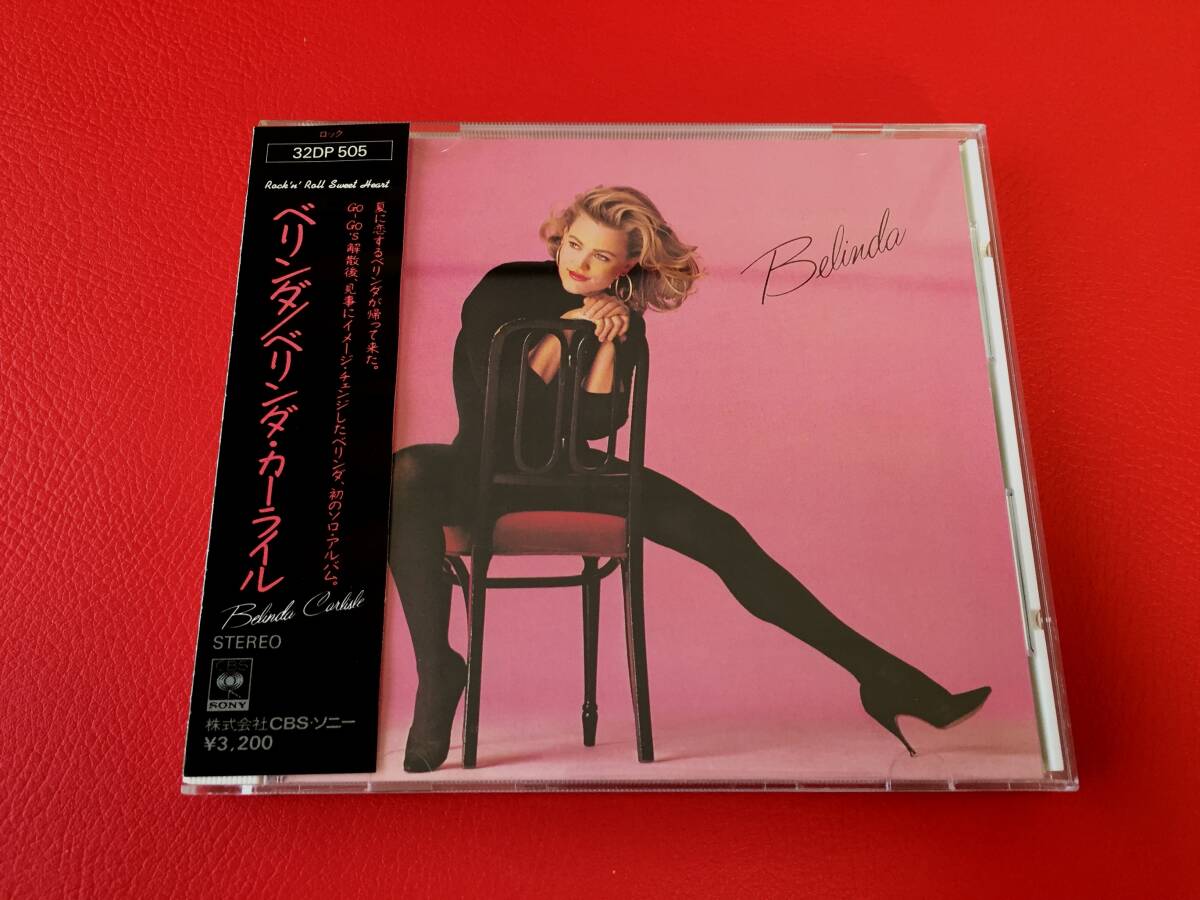 ロック
32DP 505
Rock'n' Roll Sweet Heart
夏に恋するベリンダが帰って来た。
GO-GO'S解散後、見事にイメージ・チェンジしたベリンダ、初のソロ・アルバム。
ベリンダ/ベリンダ・カーライル
Belinda Carlisle
STEREO
CBS
SONY
株式会社CBS・ソニー
¥3,200
Belinda